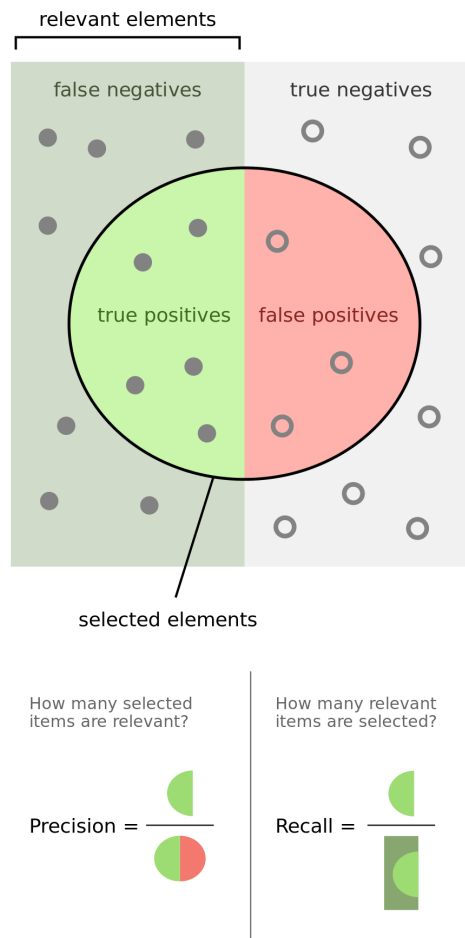 relevant elements
false negatives
true negatives
true positives
false positives
selected elements
How many selected
items are relevant?
How many relevant
items are selected?
Precision =
Recall =